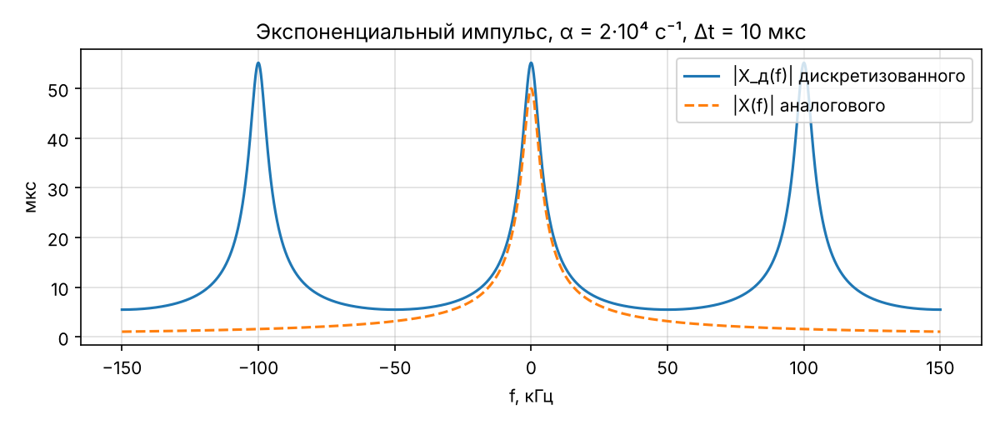 Экспоненциальный импульс, α = 2·10⁴ с⁻¹, Δt = 10 мкс
|X_д(f)| дискретизованного
|X(f)| аналогового
мкс
50
40
30
20
10
0
−150
−100
−50
0
50
100
150
f, кГц